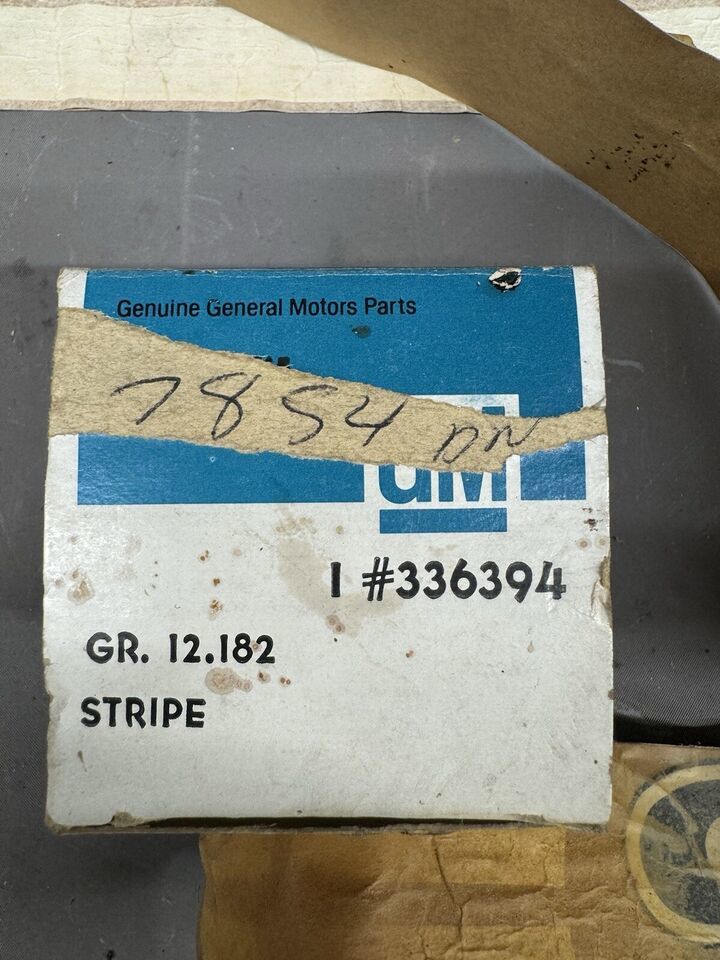 Genuine General Motors Parts
7854 DN
GM
1 #336394
GR. 12.182
STRIPE